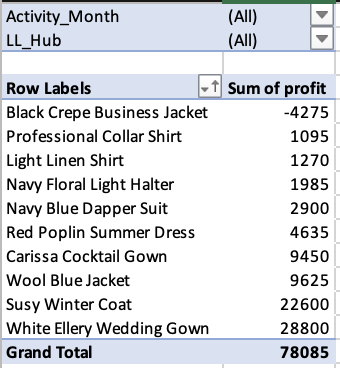 Activity_Month (All)
LL_Hub (All)
Row Labels Sum of profit
Black Crepe Business Jacket -4275
Professional Collar Shirt 1095
Light Linen Shirt 1270
Navy Floral Light Halter 1985
Navy Blue Dapper Suit 2900
Red Poplin Summer Dress 4635
Carissa Cocktail Gown 9450
Wool Blue Jacket 9625
Susy Winter Coat 22600
White Ellery Wedding Gown 28800
Grand Total 78085